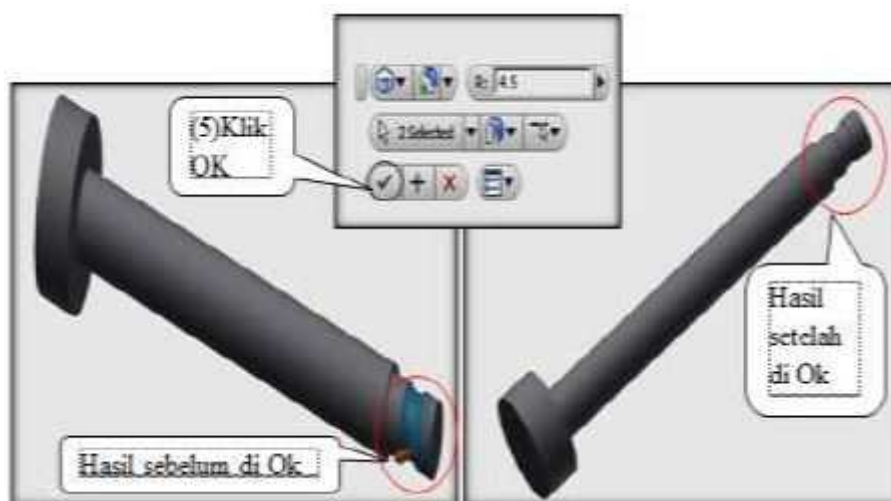 R: 4.5
2 Selected
(5)Klik
OK
Hasil
setelah
di Ok
Hasil sebelum di Ok